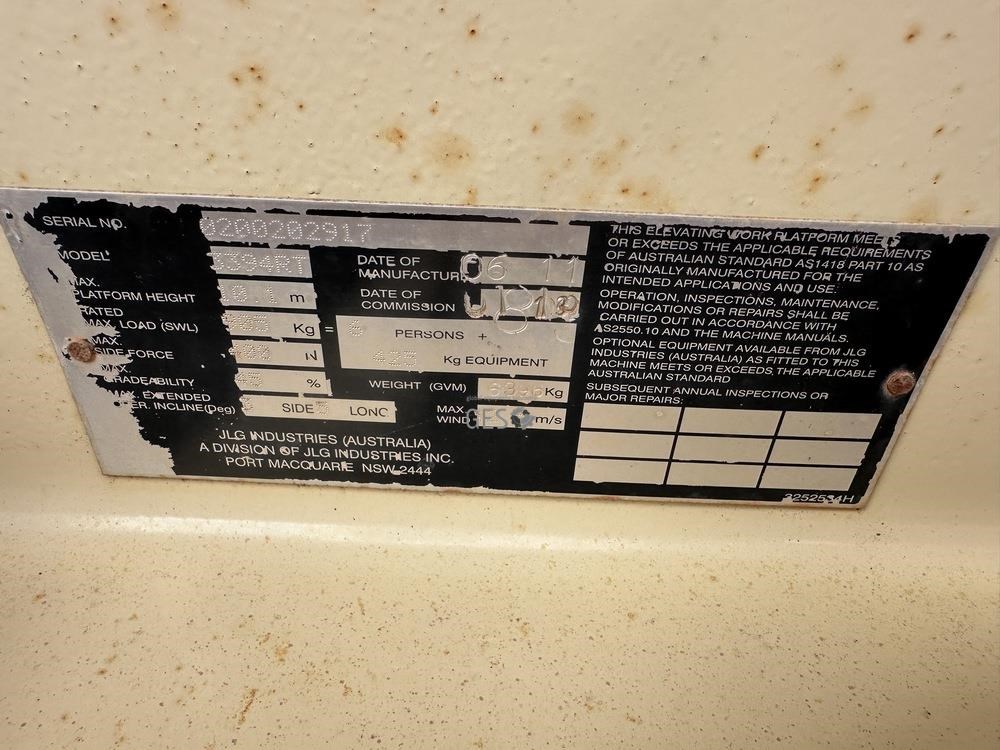 SERIAL NO. 0200202917
MODEL 3394RT
MAX.
PLATFORM HEIGHT 10.1 m
RATED
MAX. LOAD (SWL) Kg =
MAX.
SIDE FORCE 400 N
MAX.
GRADEABILITY 45 %
MAX. EXTENDED
PER. INCLINE(Deg) SIDE LONG
DATE OF
MANUFACTURE 06 11
DATE OF
COMMISSION
PERSONS +
Kg EQUIPMENT
WEIGHT (GVM) Kg
MAX.
WIND m/s
GES
JLG INDUSTRIES (AUSTRALIA)
A DIVISION OF JLG INDUSTRIES INC.
PORT MACQUARIE NSW 2444
THIS ELEVATING WORK PLATFORM MEETS
OR EXCEEDS THE APPLICABLE REQUIREMENTS
OF AUSTRALIAN STANDARD AS1418 PART 10 AS
ORIGINALLY MANUFACTURED FOR THE
INTENDED APPLICATIONS AND USE.
OPERATION, INSPECTIONS, MAINTENANCE,
MODIFICATIONS OR REPAIRS SHALL BE
CARRIED OUT IN ACCORDANCE WITH
AS2550.10 AND THE MACHINE MANUALS.
OPTIONAL EQUIPMENT AVAILABLE FROM JLG
INDUSTRIES (AUSTRALIA) AS FITTED TO THIS
MACHINE MEETS OR EXCEEDS THE APPLICABLE
AUSTRALIAN STANDARD
SUBSEQUENT ANNUAL INSPECTIONS OR
MAJOR REPAIRS: